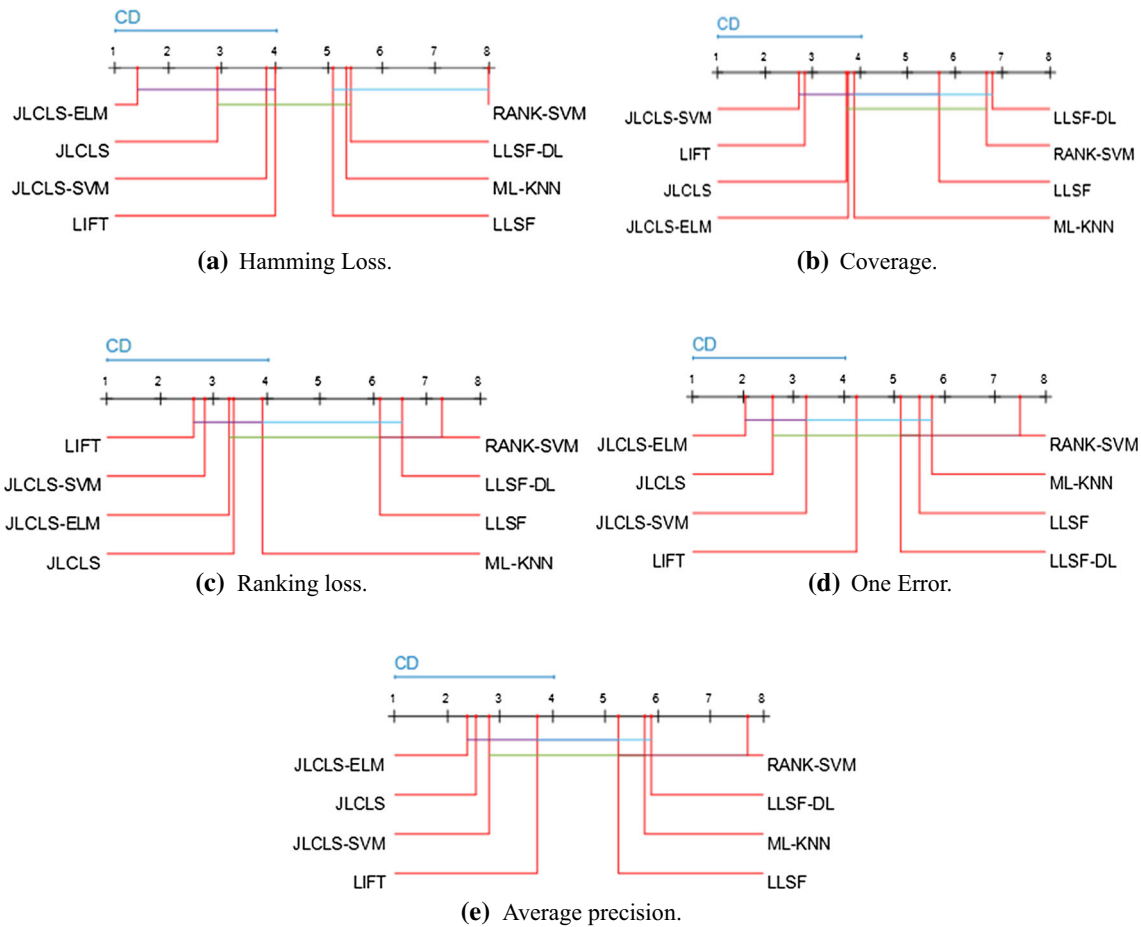 CD
1 2 3 4 5 6 7 8
JLCLS-ELM
JLCLS
JLCLS-SVM
LIFT
RANK-SVM
LLSF-DL
ML-KNN
LLSF
(a) Hamming Loss.
CD
1 2 3 4 5 6 7 8
JLCLS-SVM
LIFT
JLCLS
JLCLS-ELM
LLSF-DL
RANK-SVM
LLSF
ML-KNN
(b) Coverage.
CD
1 2 3 4 5 6 7 8
LIFT
JLCLS-SVM
JLCLS-ELM
JLCLS
RANK-SVM
LLSF-DL
LLSF
ML-KNN
(c) Ranking loss.
CD
1 2 3 4 5 6 7 8
JLCLS-ELM
JLCLS
JLCLS-SVM
LIFT
RANK-SVM
ML-KNN
LLSF
LLSF-DL
(d) One Error.
CD
1 2 3 4 5 6 7 8
JLCLS-ELM
JLCLS
JLCLS-SVM
LIFT
RANK-SVM
LLSF-DL
ML-KNN
LLSF
(e) Average precision.